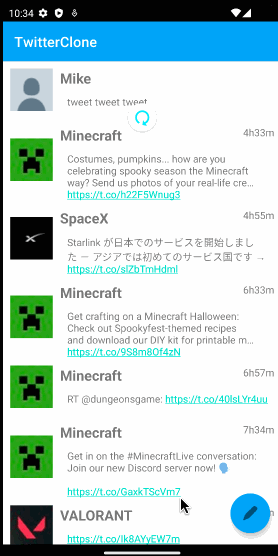 10:34
TwitterClone
Mike
tweet tweet tweet
Minecraft 4h33m
Costumes, pumpkins... how are you
celebrating spooky season the Minecraft
way? Send us photos of your real-life cre...
https://t.co/h22F5Wnug3
SpaceX 4h55m
Starlink が日本でのサービスを開始しまし
た – アジアでは初めてのサービス国です →
https://t.co/slZbTmHdml
Minecraft 6h33m
Get crafting on a Minecraft Halloween:
Check out Spookyfest-themed recipes
and download our DIY kit for printable m...
https://t.co/9S8m8Of4zN
Minecraft 6h57m
RT @dungeonsgame: https://t.co/40lsLYr4uu
Minecraft 7h34m
Get in on the #MinecraftLive conversation:
Join our new Discord server now! 🗣️
https://t.co/GaxkTScVm7
VALORANT
https://t.co/Ik8AYyEW7m